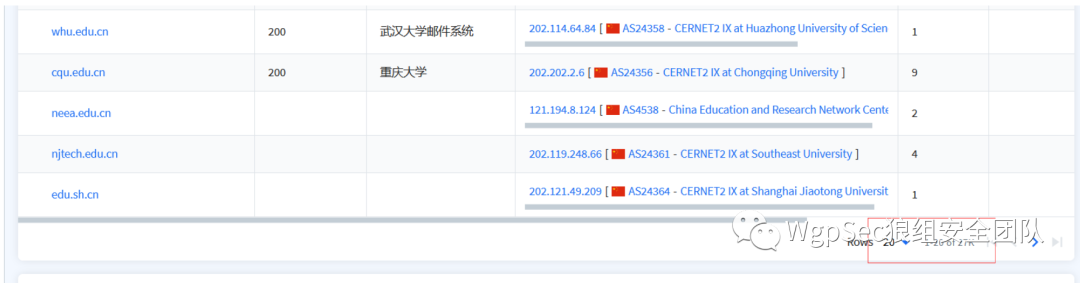 whu.edu.cn 200 武汉大学邮件系统 202.114.64.84 [ AS24358 - CERNET2 IX at Huazhong University of Scien 1
cqu.edu.cn 200 重庆大学 202.202.2.6 [ AS24356 - CERNET2 IX at Chongqing University ] 9
neea.edu.cn 121.194.8.124 [ AS4538 - China Education and Research Network Cente 2
njtech.edu.cn 202.119.248.66 [ AS24361 - CERNET2 IX at Southeast University ] 4
edu.sh.cn 202.121.49.209 [ AS24364 - CERNET2 IX at Shanghai Jiaotong Universit 1
WgpSec狼组安全团队
Rows 20 1-20 of 27K